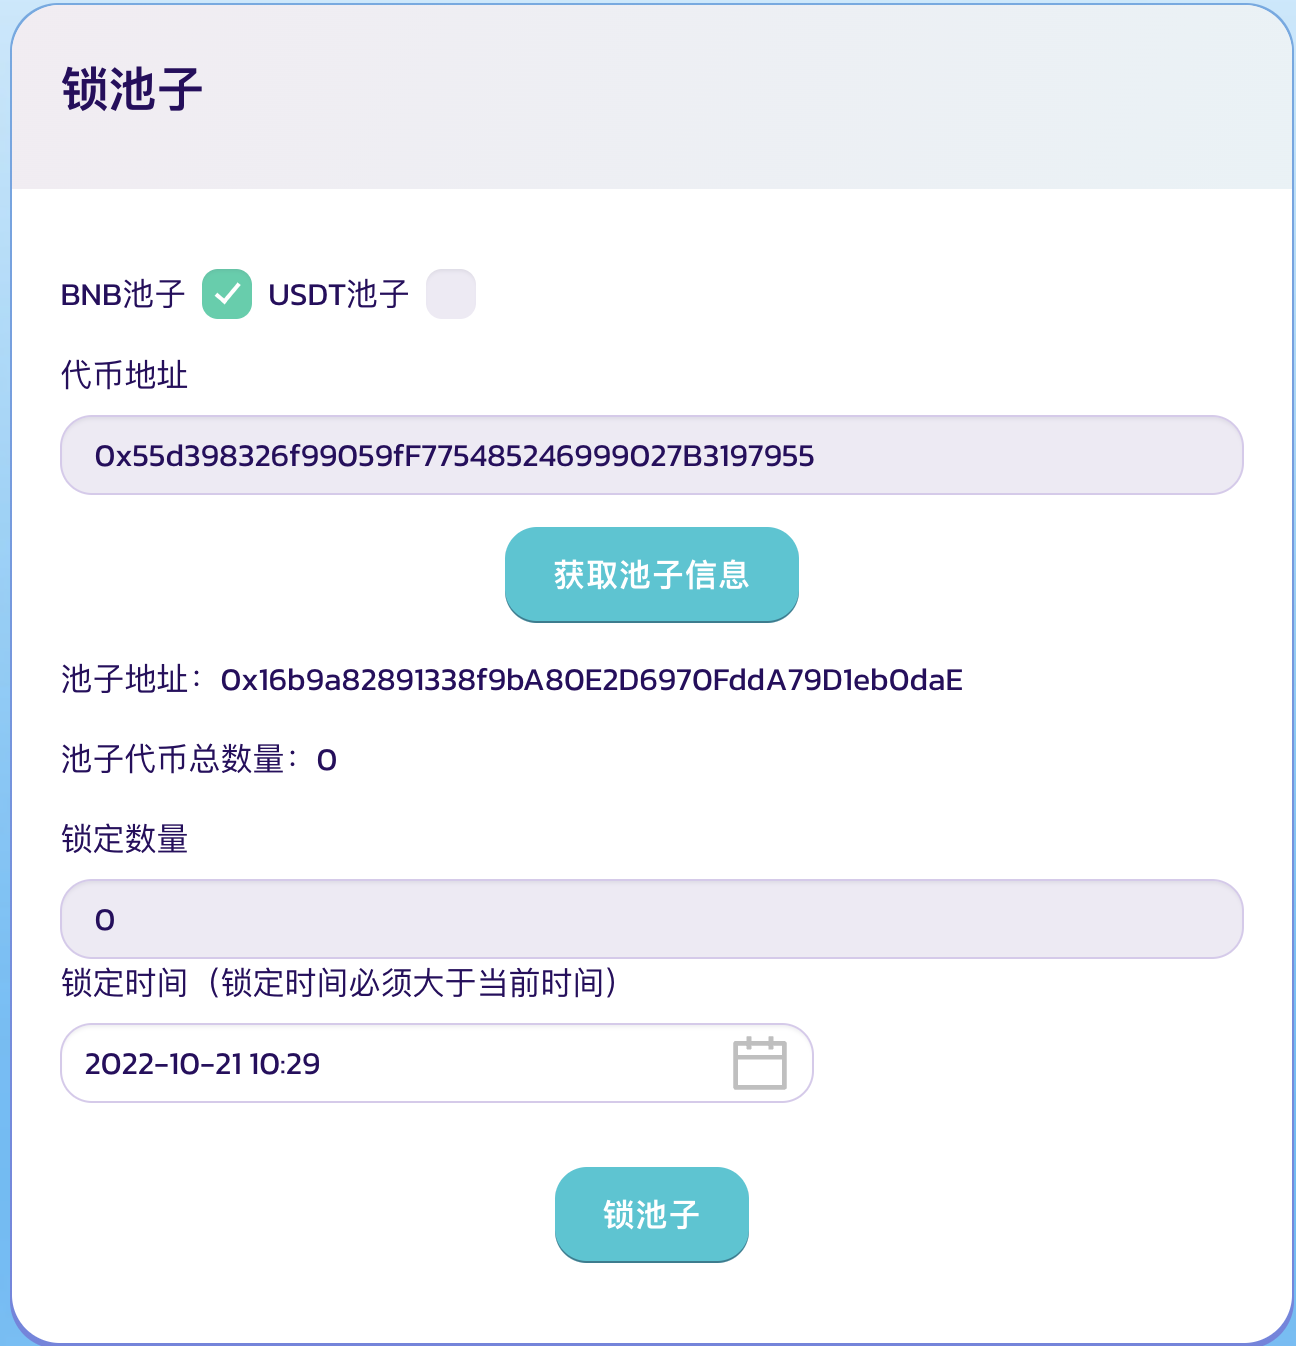 锁池子
BNB池子 USDT池子
代币地址
0x55d398326f99059fF775485246999027B3197955
获取池子信息
池子地址：0x16b9a82891338f9bA80E2D6970FddA79D1eb0daE
池子代币总数量：0
锁定数量
0
锁定时间（锁定时间必须大于当前时间）
2022-10-21 10:29
锁池子